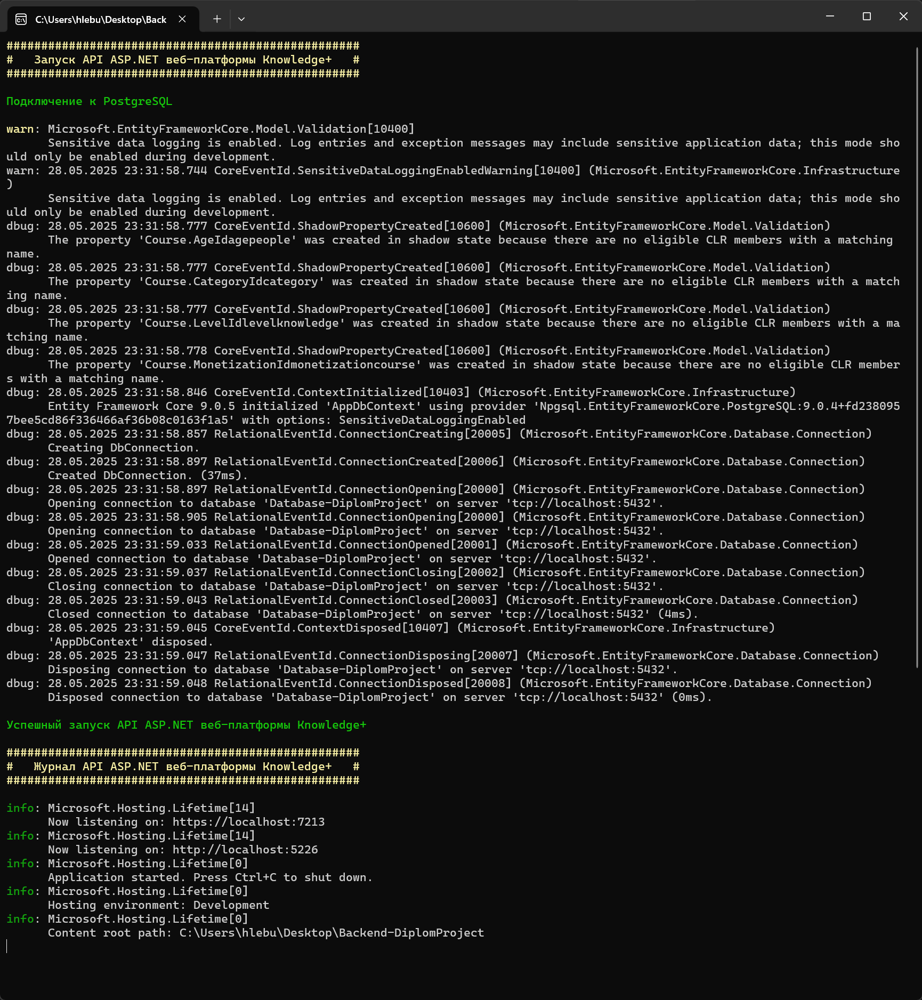 C:\Users\hlebu\Desktop\Back
###################################################
#   Запуск API ASP.NET веб-платформы Knowledge+   #
###################################################
Подключение к PostgreSQL
warn: Microsoft.EntityFrameworkCore.Model.Validation[10400]
      Sensitive data logging is enabled. Log entries and exception messages may include sensitive application data; this mode sho
uld only be enabled during development.
warn: 28.05.2025 23:31:58.744 CoreEventId.SensitiveDataLoggingEnabledWarning[10400] (Microsoft.EntityFrameworkCore.Infrastructure
)
      Sensitive data logging is enabled. Log entries and exception messages may include sensitive application data; this mode sho
uld only be enabled during development.
dbug: 28.05.2025 23:31:58.777 CoreEventId.ShadowPropertyCreated[10600] (Microsoft.EntityFrameworkCore.Model.Validation)
      The property 'Course.AgeIdagepeople' was created in shadow state because there are no eligible CLR members with a matching
name.
dbug: 28.05.2025 23:31:58.777 CoreEventId.ShadowPropertyCreated[10600] (Microsoft.EntityFrameworkCore.Model.Validation)
      The property 'Course.CategoryIdcategory' was created in shadow state because there are no eligible CLR members with a match
ing name.
dbug: 28.05.2025 23:31:58.777 CoreEventId.ShadowPropertyCreated[10600] (Microsoft.EntityFrameworkCore.Model.Validation)
      The property 'Course.LevelIdlevelknowledge' was created in shadow state because there are no eligible CLR members with a ma
tching name.
dbug: 28.05.2025 23:31:58.778 CoreEventId.ShadowPropertyCreated[10600] (Microsoft.EntityFrameworkCore.Model.Validation)
      The property 'Course.MonetizationIdmonetizationcourse' was created in shadow state because there are no eligible CLR member
s with a matching name.
dbug: 28.05.2025 23:31:58.846 CoreEventId.ContextInitialized[10403] (Microsoft.EntityFrameworkCore.Infrastructure)
      Entity Framework Core 9.0.5 initialized 'AppDbContext' using provider 'Npgsql.EntityFrameworkCore.PostgreSQL:9.0.4+fd238095
7bee5cd86f336466af36b08c0163f1a5' with options: SensitiveDataLoggingEnabled
dbug: 28.05.2025 23:31:58.857 RelationalEventId.ConnectionCreating[20005] (Microsoft.EntityFrameworkCore.Database.Connection)
      Creating DbConnection.
dbug: 28.05.2025 23:31:58.897 RelationalEventId.ConnectionCreated[20006] (Microsoft.EntityFrameworkCore.Database.Connection)
      Created DbConnection. (37ms).
dbug: 28.05.2025 23:31:58.897 RelationalEventId.ConnectionOpening[20000] (Microsoft.EntityFrameworkCore.Database.Connection)
      Opening connection to database 'Database-DiplomProject' on server 'tcp://localhost:5432'.
dbug: 28.05.2025 23:31:58.905 RelationalEventId.ConnectionOpening[20000] (Microsoft.EntityFrameworkCore.Database.Connection)
      Opening connection to database 'Database-DiplomProject' on server 'tcp://localhost:5432'.
dbug: 28.05.2025 23:31:59.033 RelationalEventId.ConnectionOpened[20001] (Microsoft.EntityFrameworkCore.Database.Connection)
      Opened connection to database 'Database-DiplomProject' on server 'tcp://localhost:5432'.
dbug: 28.05.2025 23:31:59.037 RelationalEventId.ConnectionClosing[20002] (Microsoft.EntityFrameworkCore.Database.Connection)
      Closing connection to database 'Database-DiplomProject' on server 'tcp://localhost:5432'.
dbug: 28.05.2025 23:31:59.043 RelationalEventId.ConnectionClosed[20003] (Microsoft.EntityFrameworkCore.Database.Connection)
      Closed connection to database 'Database-DiplomProject' on server 'tcp://localhost:5432' (4ms).
dbug: 28.05.2025 23:31:59.045 CoreEventId.ContextDisposed[10407] (Microsoft.EntityFrameworkCore.Infrastructure)
      'AppDbContext' disposed.
dbug: 28.05.2025 23:31:59.047 RelationalEventId.ConnectionDisposing[20007] (Microsoft.EntityFrameworkCore.Database.Connection)
      Disposing connection to database 'Database-DiplomProject' on server 'tcp://localhost:5432'.
dbug: 28.05.2025 23:31:59.048 RelationalEventId.ConnectionDisposed[20008] (Microsoft.EntityFrameworkCore.Database.Connection)
      Disposed connection to database 'Database-DiplomProject' on server 'tcp://localhost:5432' (0ms).
Успешный запуск API ASP.NET веб-платформы Knowledge+
###################################################
#   Журнал API ASP.NET веб-платформы Knowledge+   #
###################################################
info: Microsoft.Hosting.Lifetime[14]
      Now listening on: https://localhost:7213
info: Microsoft.Hosting.Lifetime[14]
      Now listening on: http://localhost:5226
info: Microsoft.Hosting.Lifetime[0]
      Application started. Press Ctrl+C to shut down.
info: Microsoft.Hosting.Lifetime[0]
      Hosting environment: Development
info: Microsoft.Hosting.Lifetime[0]
      Content root path: C:\Users\hlebu\Desktop\Backend-DiplomProject